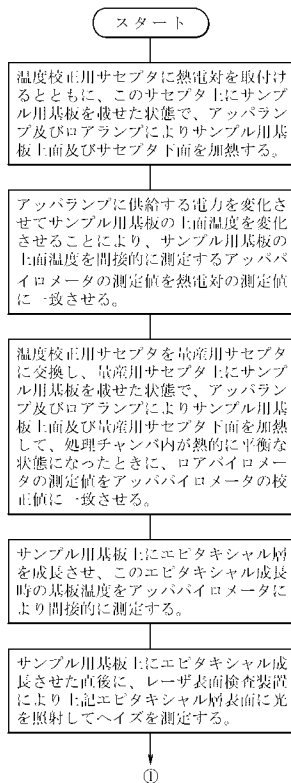 スタート
温度校正用サセプタに熱電対を取付け
るとともに、このサセプタ上にサンプ
ル用基板を載せた状態で、アッパラン
プ及びロアランプによりサンプル用基
板上面及びサセプタ下面を加熱する。
アッパランプに供給する電力を変化さ
せてサンプル用基板の上面温度を変化
させることにより、サンプル用基板の
上面温度を間接的に測定するアッパパ
イロメータの測定値を熱電対の測定値
に一致させる。
温度校正用サセプタを量産用サセプタ
に交換し、量産用サセプタ上にサンプ
ル用基板を載せた状態で、アッパラン
プ及びロアランプによりサンプル用基
板上面及び量産用サセプタ下面を加熱
して、処理チャンバ内が熱的に平衡な
状態になったときに、ロアパイロメー
タの測定値をアッパパイロメータの校
正値に一致させる。
サンプル用基板上にエピタキシャル層
を成長させ、このエピタキシャル成長
時の基板温度をアッパパイロメータに
より間接的に測定する。
サンプル用基板上にエピタキシャル成
長させた直後に、レーザ表面検査装置
により上記エピタキシャル層表面に光
を照射してヘイズを測定する。
①